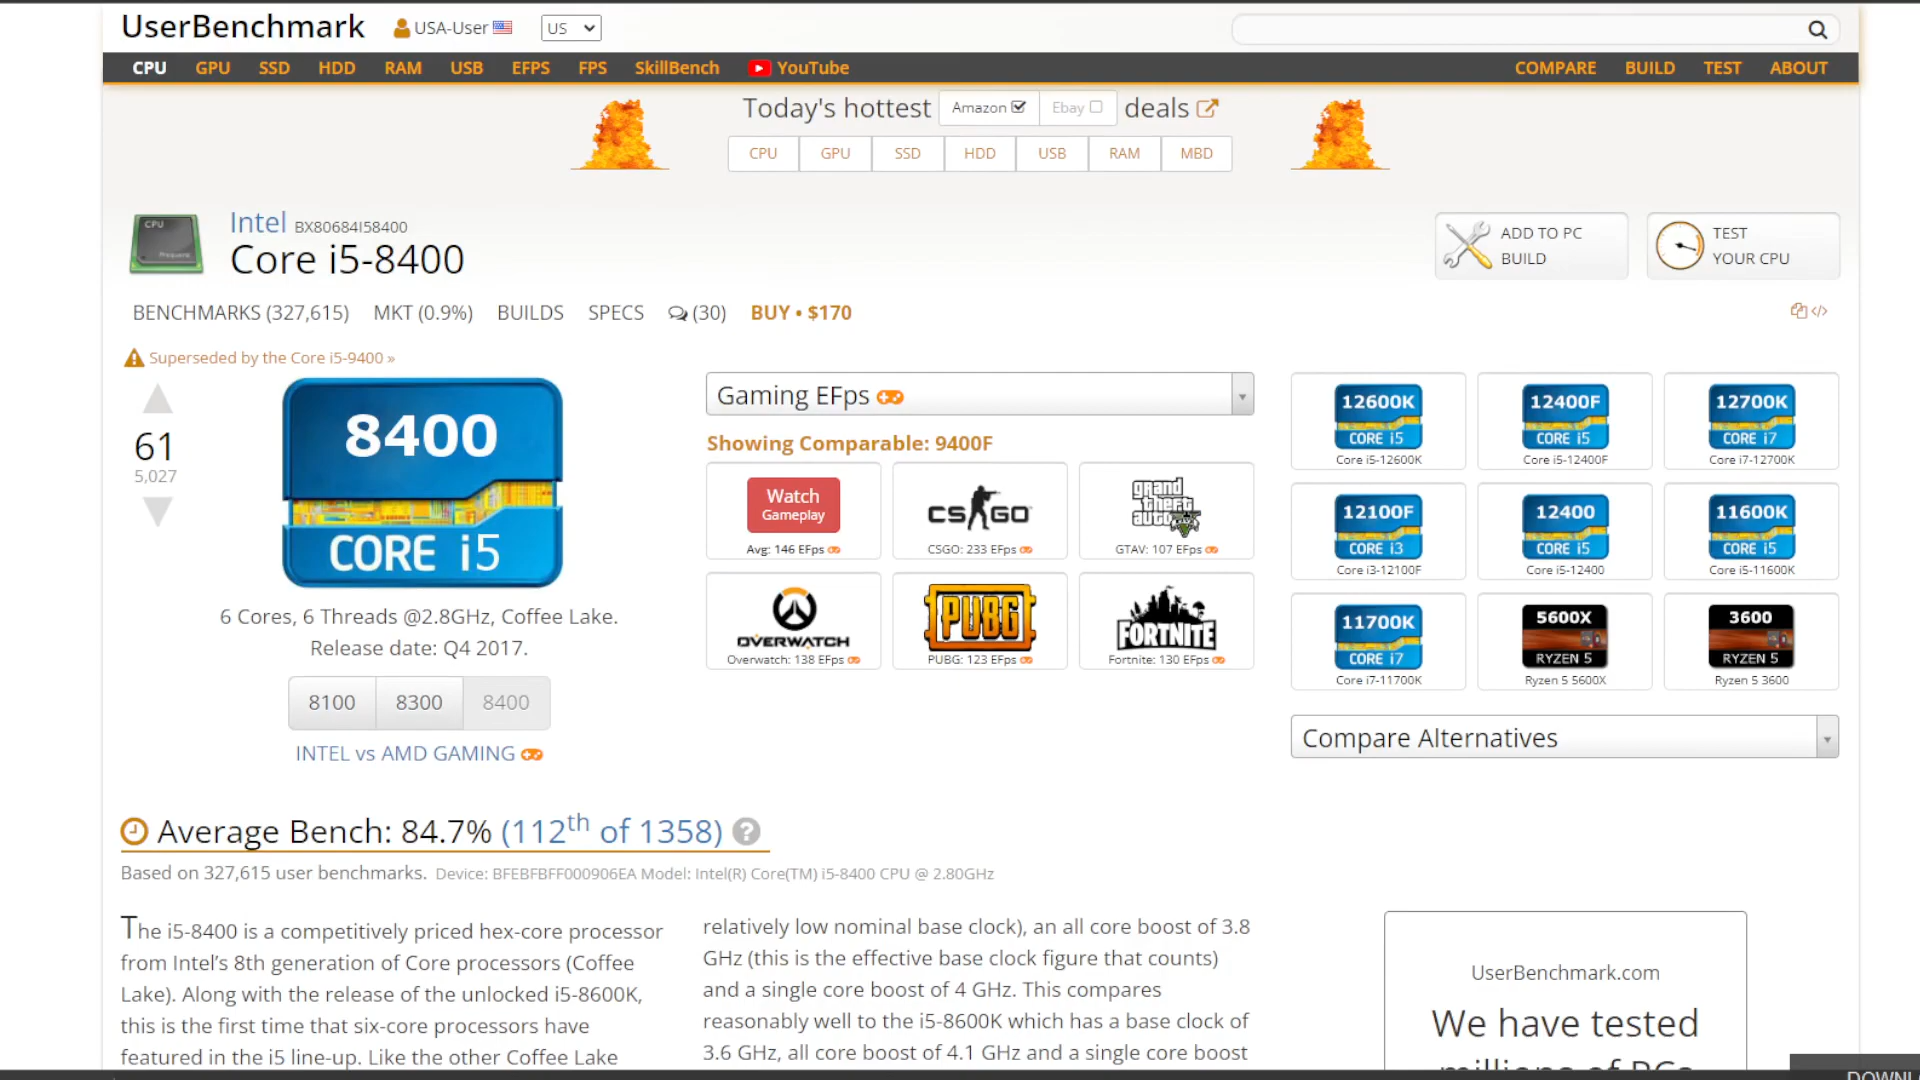 UserBenchmark
USA-User
US
CPU GPU SSD HDD RAM USB EFPS FPS SkillBench YouTube COMPARE BUILD TEST ABOUT
Today's hottest Amazon Ebay deals
CPU GPU SSD HDD USB RAM MBD
CPU
Intel BX80684I58400
Core i5-8400
ADD TO PC
BUILD
TEST
YOUR CPU
BENCHMARKS (327,615) MKT (0.9%) BUILDS SPECS (30) BUY • $170
Superseded by the Core i5-9400 »
61
5,027
8400
CORE i5
6 Cores, 6 Threads @2.8GHz, Coffee Lake.
Release date: Q4 2017.
8100 8300 8400
INTEL vs AMD GAMING
Gaming EFps
Showing Comparable: 9400F
Watch
Gameplay
Avg: 146 EFps
CS GO
CSGO: 233 EFps
grand
theft
auto
GTAV: 107 EFps
OVERWATCH
Overwatch: 138 EFps
PUBG
PUBG: 123 EFps
FORTNITE
Fortnite: 130 EFps
12600K
CORE i5
Core i5-12600K
12400F
CORE i5
Core i5-12400F
12700K
CORE i7
Core i7-12700K
12100F
CORE i3
Core i3-12100F
12400
CORE i5
Core i5-12400
11600K
CORE i5
Core i5-11600K
11700K
CORE i7
Core i7-11700K
5600X
RYZEN 5
Ryzen 5 5600X
3600
RYZEN 5
Ryzen 5 3600
Compare Alternatives
Average Bench: 84.7% (112th of 1358) ?
Based on 327,615 user benchmarks. Device: BFEBFBFF000906EA Model: Intel(R) Core(TM) i5-8400 CPU @ 2.80GHz
The i5-8400 is a competitively priced hex-core processor
from Intel’s 8th generation of Core processors (Coffee
Lake). Along with the release of the unlocked i5-8600K,
this is the first time that six-core processors have
featured in the i5 line-up. Like the other Coffee Lake
relatively low nominal base clock), an all core boost of 3.8
GHz (this is the effective base clock figure that counts)
and a single core boost of 4 GHz. This compares
reasonably well to the i5-8600K which has a base clock of
3.6 GHz, all core boost of 4.1 GHz and a single core boost
UserBenchmark.com
We have tested
millions of PCs